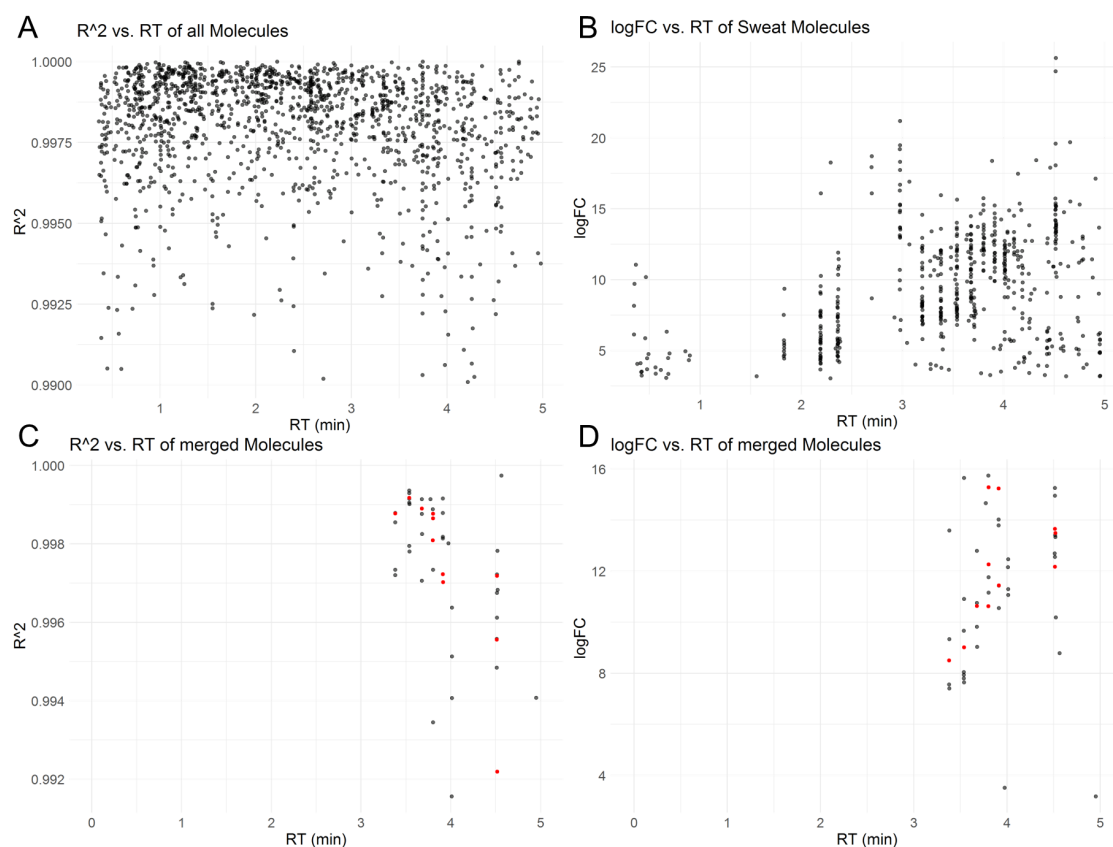 A
R^2 vs. RT of all Molecules
1.0000
0.9975
0.9950
0.9925
0.9900
R^2
1 2 3 4 5
RT (min)
B
logFC vs. RT of Sweat Molecules
25
20
15
10
5
logFC
1 2 3 4 5
RT (min)
C
R^2 vs. RT of merged Molecules
1.000
0.998
0.996
0.994
0.992
R^2
0 1 2 3 4 5
RT (min)
D
logFC vs. RT of merged Molecules
16
12
8
4
logFC
0 1 2 3 4 5
RT (min)